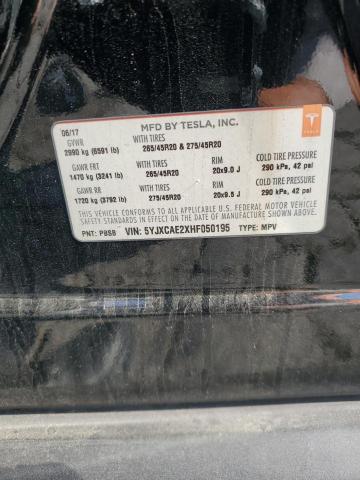 MFD BY TESLA, INC.
06/17
GVWR WITH TIRES
2990 kg (6591 lb) 265/45R20 & 275/45R20
GAWR FRT WITH TIRES RIM COLD TIRE PRESSURE
1470 kg (3241 lb) 265/45R20 20x9.0 J 290 kPa, 42 psi
GAWR RR WITH TIRES RIM COLD TIRE PRESSURE
1720 kg (3792 lb) 275/45R20 20x9.5 J 290 kPa, 42 psi
THIS VEHICLE CONFORMS TO ALL APPLICABLE U.S. FEDERAL MOTOR VEHICLE
SAFETY AND THEFT PREVENTION STANDARDS IN EFFECT ON THE DATE OF
MANUFACTURE SHOWN ABOVE.
PNT: PBSB VIN: 5YJXCAE2XHF050195 TYPE: MPV
TESLA